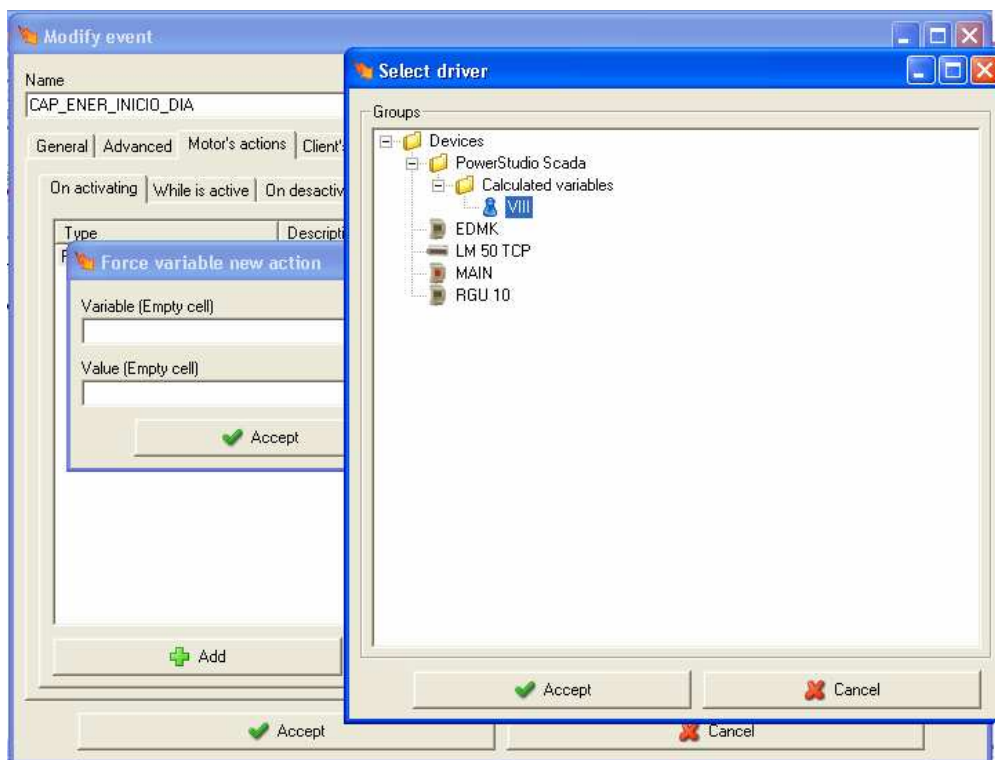 Modify event
Name
CAP_ENER_INICIO_DIA
General Advanced Motor's actions Client'
On activating While is active On desactiv
Type Descripti
Force variable new action
Variable (Empty cell)
Value (Empty cell)
Accept
Add
Accept
Cancel
Select driver
Groups
Devices
PowerStudio Scada
Calculated variables
VIII
EDMK
LM 50 TCP
MAIN
RGU 10
Accept
Cancel